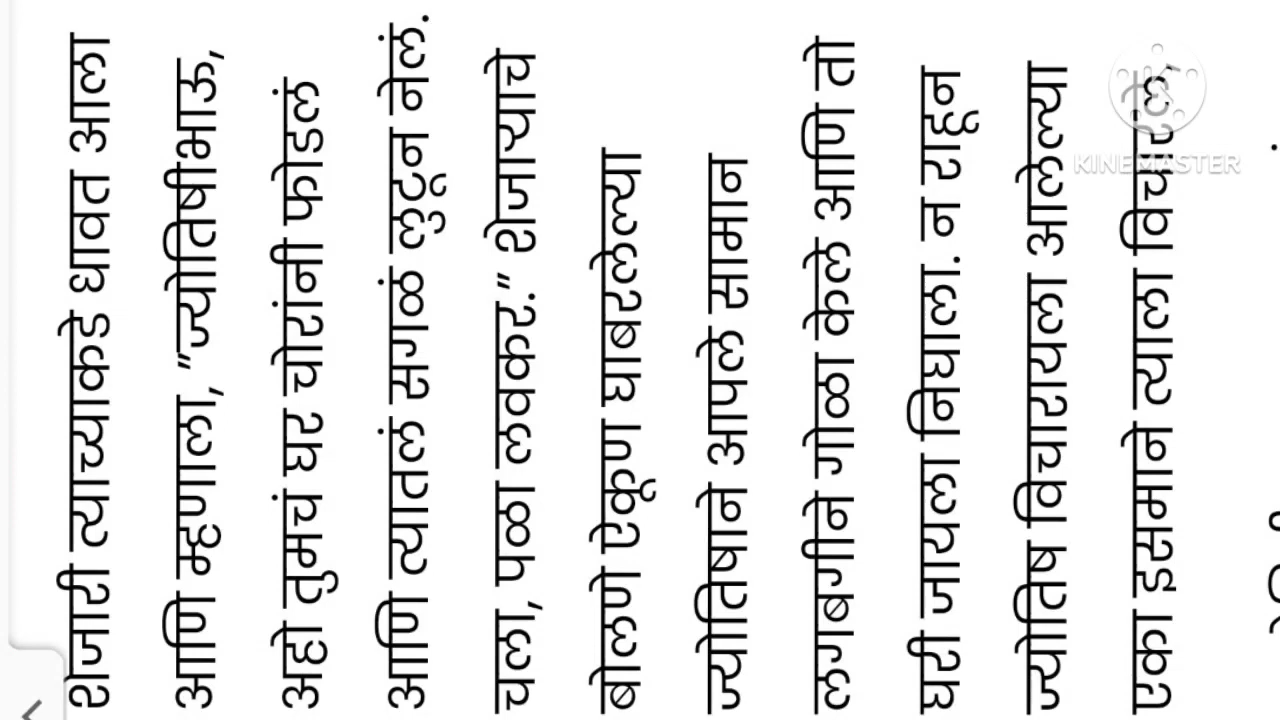 शेजारी त्याच्याकडे धावत आला
आणि म्हणाला, "ज्योतिषीभाऊ,
अहो तुमचं घर चोरांनी फोडलं
आणि त्यातलं सगळं लुटून नेलं.
चला, पळा लवकर." शेजाऱ्याचे
बोलणे ऐकून घाबरलेल्या
ज्योतिषाने आपले सामान
लगबगीने गोळा केले आणि तो
घरी जायला निघाला. न राहून
ज्योतिष विचारायला आलेल्या
एका इसमाने त्याला विचारले,
KINEMASTER